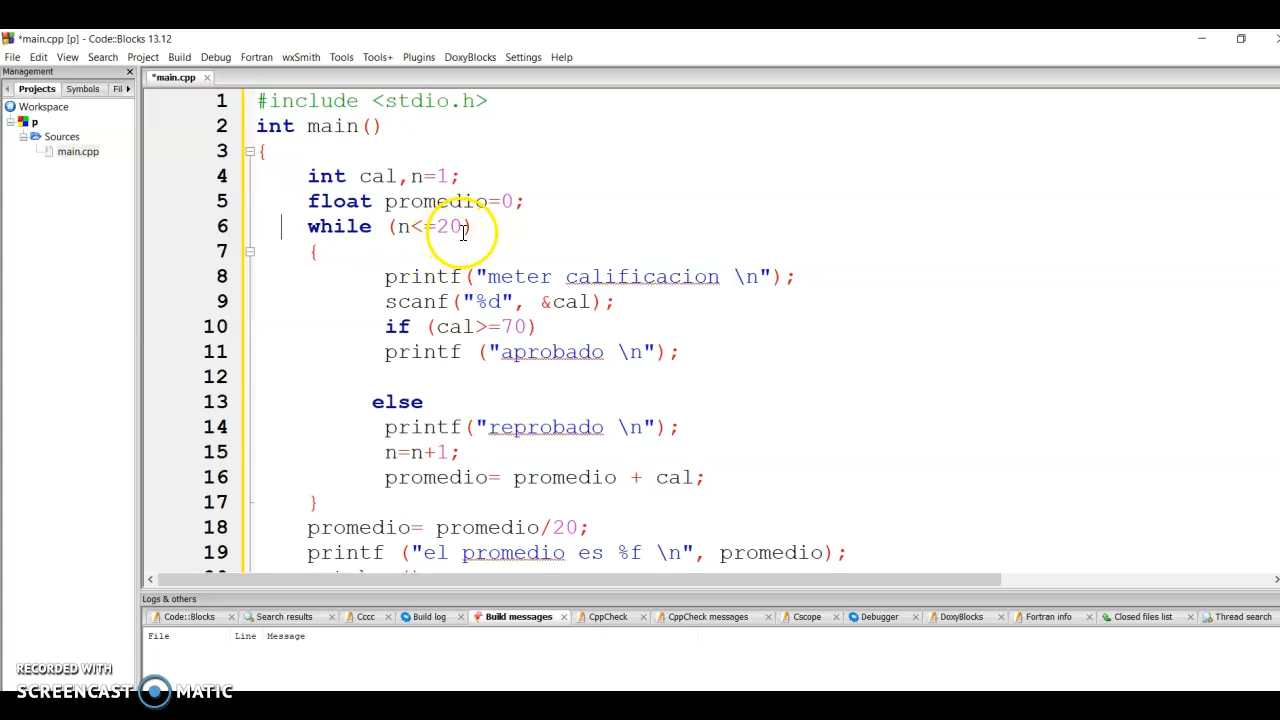 *main.cpp [p] - Code::Blocks 13.12
File Edit View Search Project Build Debug Fortran wxSmith Tools Tools+ Plugins DoxyBlocks Settings Help
Management
*main.cpp
Projects Symbols Fil
Workspace
p
Sources
main.cpp
1 #include <stdio.h>
2 int main()
3 {
4 int cal,n=1;
5 float promedio=0;
6 while (n<=20)
7 {
8 printf("meter calificacion \n");
9 scanf("%d", &cal);
10 if (cal>=70)
11 printf ("aprobado \n");
12
13 else
14 printf("reprobado \n");
15 n=n+1;
16 promedio= promedio + cal;
17 }
18 promedio= promedio/20;
19 printf ("el promedio es %f \n", promedio);
Logs & others
Code::Blocks Search results Cccc Build log Build messages CppCheck CppCheck messages Cscope Debugger DoxyBlocks Fortran info Closed files list Thread search
File Line Message
RECORDED WITH
SCREENCAST MATIC